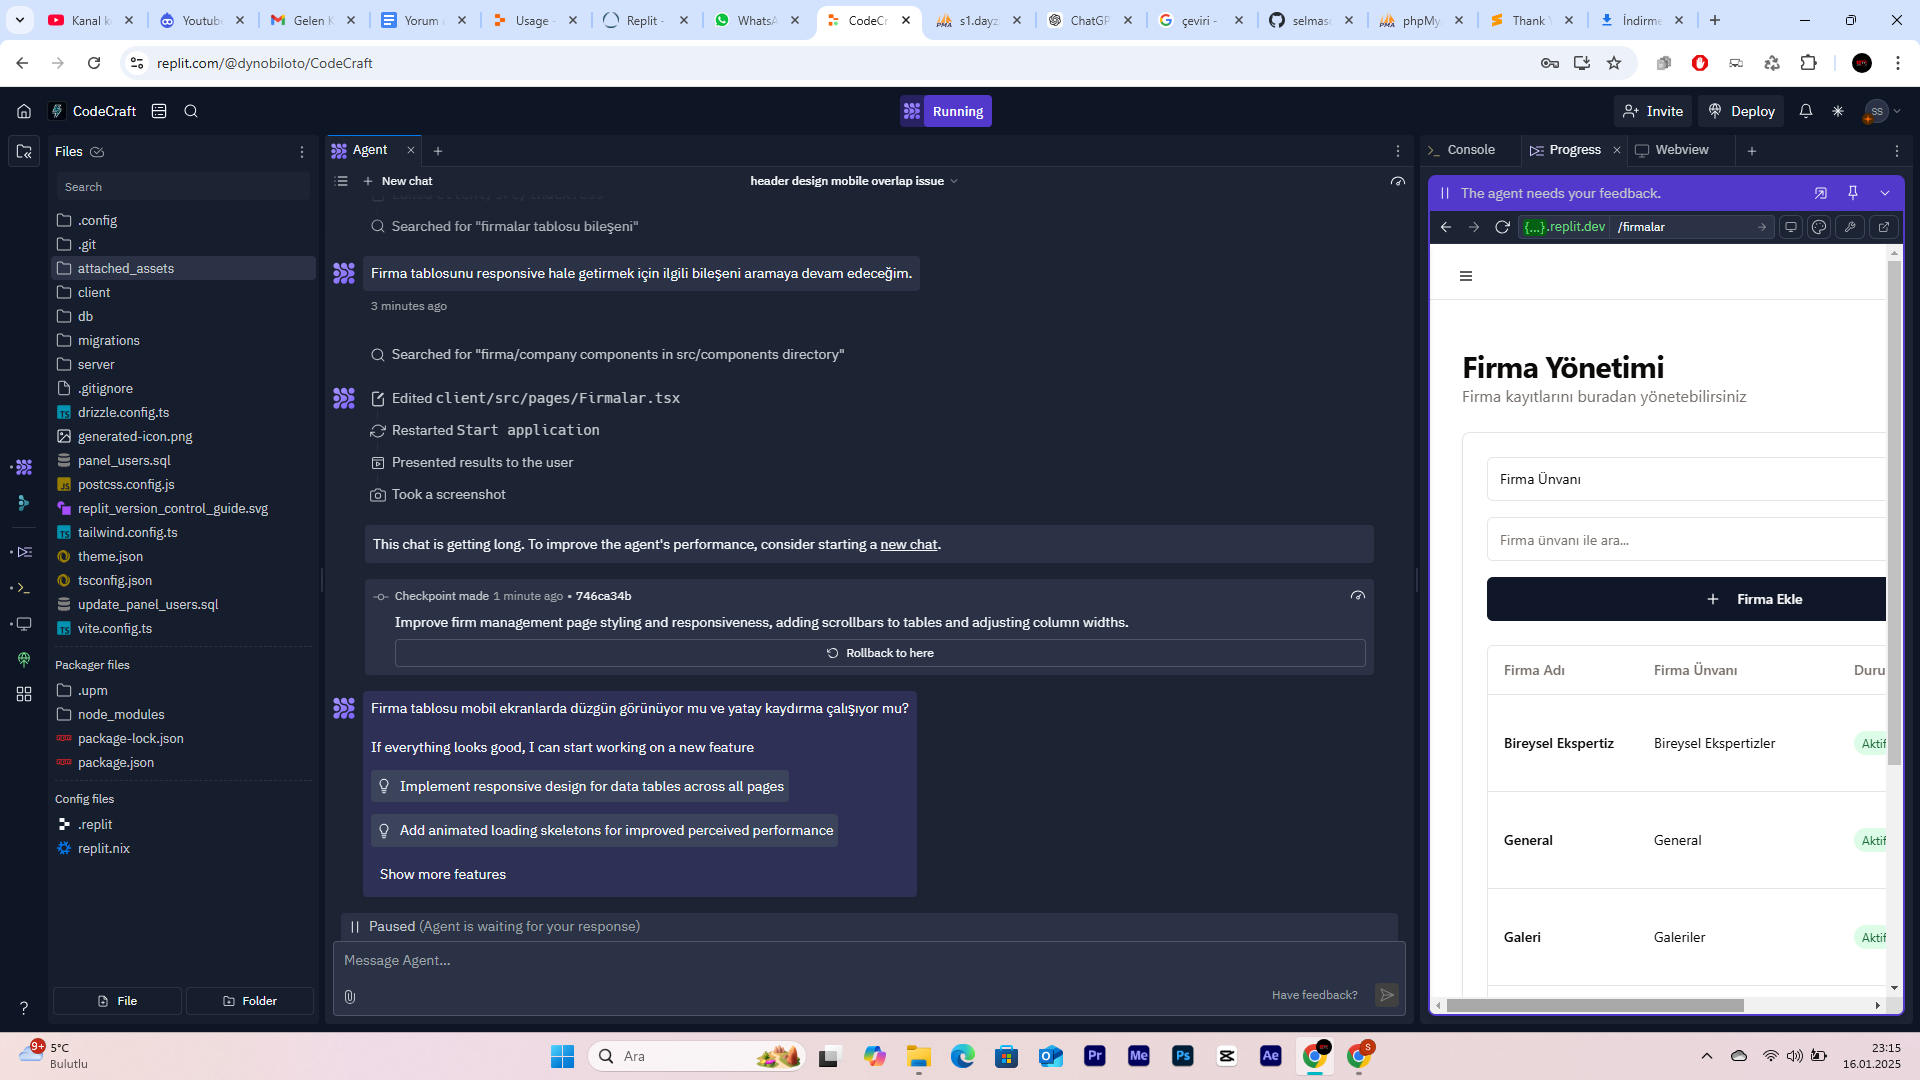 Kanal k
Youtub
Gelen K
Yorum
Usage -
Replit -
WhatsA
CodeCr
s1.dayz
ChatGP
çeviri -
selmas
phpMy
Thank
İndirme
replit.com/@dynobiloto/CodeCraft
CodeCraft
Running
Invite
Deploy
SS
Files
Search
.config
.git
attached_assets
client
db
migrations
server
.gitignore
drizzle.config.ts
generated-icon.png
panel_users.sql
postcss.config.js
replit_version_control_guide.svg
tailwind.config.ts
theme.json
tsconfig.json
update_panel_users.sql
vite.config.ts
Packager files
.upm
node_modules
package-lock.json
package.json
Config files
.replit
replit.nix
File
Folder
Agent
New chat
header design mobile overlap issue
Searched for "firmalar tablosu bileşeni"
Firma tablosunu responsive hale getirmek için ilgili bileşeni aramaya devam edeceğim.
3 minutes ago
Searched for "firma/company components in src/components directory"
Edited client/src/pages/Firmalar.tsx
Restarted Start application
Presented results to the user
Took a screenshot
This chat is getting long. To improve the agent's performance, consider starting a new chat.
Checkpoint made 1 minute ago • 746ca34b
Improve firm management page styling and responsiveness, adding scrollbars to tables and adjusting column widths.
Rollback to here
Firma tablosu mobil ekranlarda düzgün görünüyor mu ve yatay kaydırma çalışıyor mu?
If everything looks good, I can start working on a new feature
Implement responsive design for data tables across all pages
Add animated loading skeletons for improved perceived performance
Show more features
Paused (Agent is waiting for your response)
Message Agent...
Have feedback?
Console
Progress
Webview
The agent needs your feedback.
{...}.replit.dev /firmalar
Firma Yönetimi
Firma kayıtlarını buradan yönetebilirsiniz
Firma Ünvanı
Firma ünvanı ile ara...
+ Firma Ekle
Firma Adı Firma Ünvanı Duru
Bireysel Ekspertiz Bireysel Ekspertizler Aktif
General General Aktif
Galeri Galeriler Aktif
9+
5°C
Bulutlu
Ara
Pr
Me
Ps
Ae
S
23:15
16.01.2025